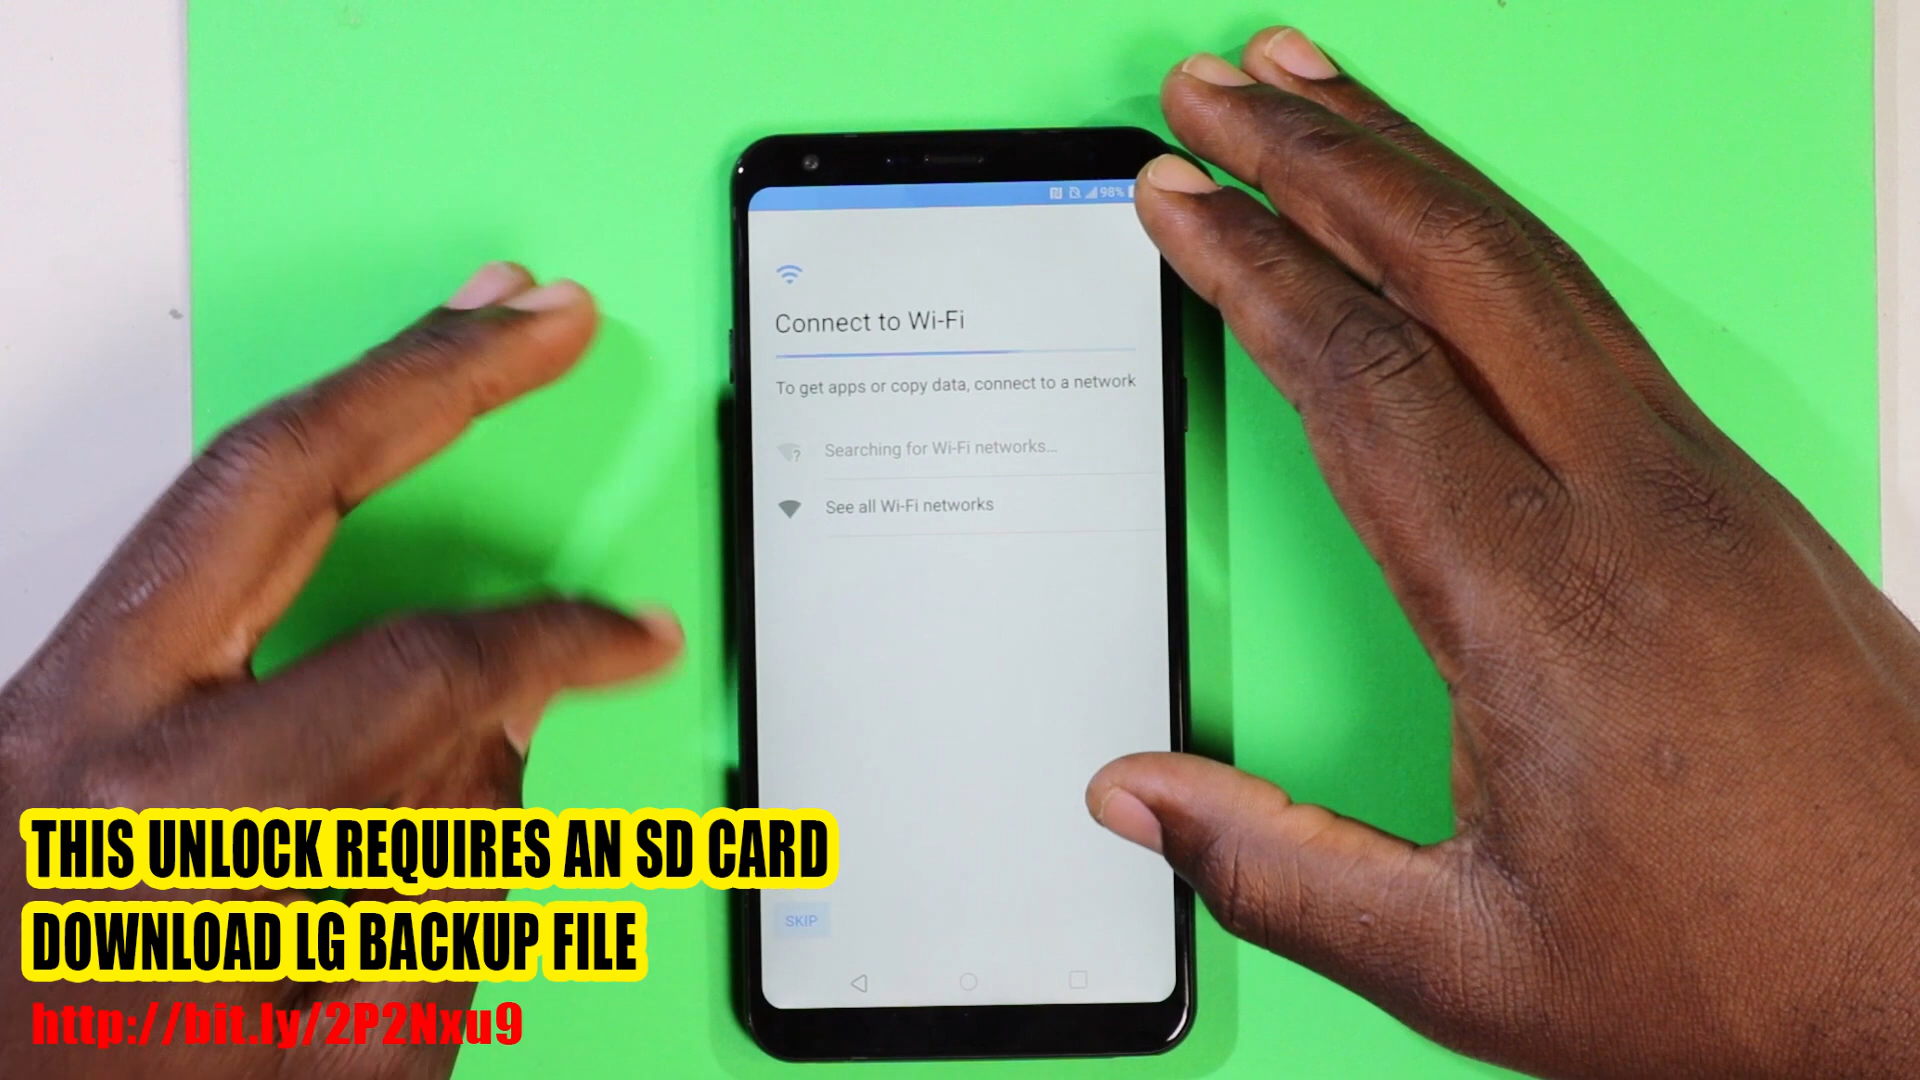 98%
Connect to Wi-Fi
To get apps or copy data, connect to a network
Searching for Wi-Fi networks...
See all Wi-Fi networks
SKIP
THIS UNLOCK REQUIRES AN SD CARD
DOWNLOAD LG BACKUP FILE
http://bit.ly/2P2Nxu9